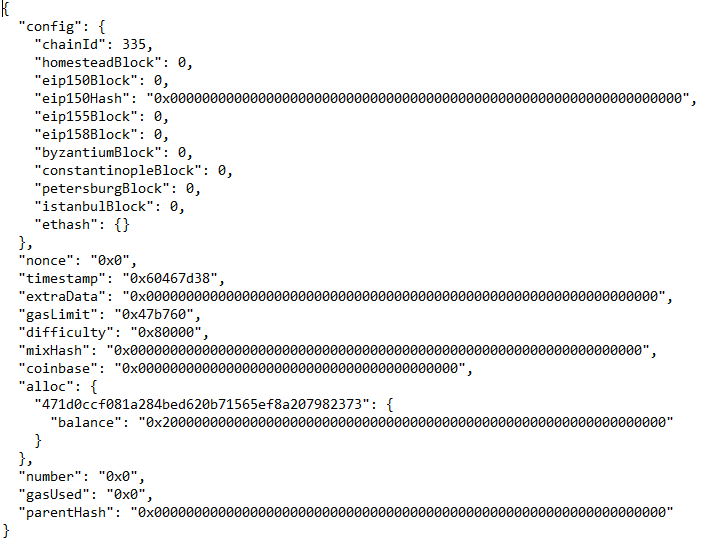 {
"config": {
"chainId": 335,
"homesteadBlock": 0,
"eip150Block": 0,
"eip150Hash": "0x0000000000000000000000000000000000000000000000000000000000000000",
"eip155Block": 0,
"eip158Block": 0,
"byzantiumBlock": 0,
"constantinopleBlock": 0,
"petersburgBlock": 0,
"istanbulBlock": 0,
"ethash": {}
},
"nonce": "0x0",
"timestamp": "0x60467d38",
"extraData": "0x0000000000000000000000000000000000000000000000000000000000000000",
"gasLimit": "0x47b760",
"difficulty": "0x80000",
"mixHash": "0x0000000000000000000000000000000000000000000000000000000000000000",
"coinbase": "0x0000000000000000000000000000000000000000",
"alloc": {
"471d0ccf081a284bed620b71565ef8a207982373": {
"balance": "0x200000000000000000000000000000000000000000000000000000000000000"
}
},
"number": "0x0",
"gasUsed": "0x0",
"parentHash": "0x0000000000000000000000000000000000000000000000000000000000000000"
}